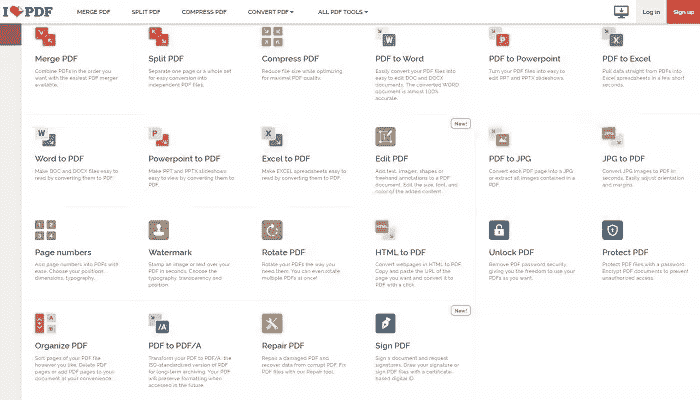 I PDF
MERGE PDF
SPLIT PDF
COMPRESS PDF
CONVERT PDF
ALL PDF TOOLS
Log in
Sign up
Merge PDF
Combine PDFs in the order you
want with the easiest PDF merger
available.
Split PDF
Separate one page or a whole set
for easy conversion into
independent PDF files.
Compress PDF
Reduce file size while optimizing
for maximal PDF quality.
W
PDF to Word
Easily convert your PDF files into
easy to edit DOC and DOCX
documents. The converted WORD
document is almost 100%
accurate.
P
PDF to Powerpoint
Turn your PDF files into easy to
edit PPT and PPTX slideshows.
X
PDF to Excel
Pull data straight from PDFs into
Excel spreadsheets in a few short
seconds.
W
Word to PDF
Make DOC and DOCX files easy to
read by converting them to PDF.
P
Powerpoint to PDF
Make PPT and PPTX slideshows
easy to view by converting them to
PDF.
X
Excel to PDF
Make EXCEL spreadsheets easy to
read by converting them to PDF.
New!
Edit PDF
Add text, images, shapes or
freehand annotations to a PDF
document. Edit the size, font, and
color of the added content.
PDF to JPG
Convert each PDF page into a JPG
or extract all images contained in a
PDF.
JPG
JPG to PDF
Convert JPG images to PDF in
seconds. Easily adjust orientation
and margins.
1 2
3 4
Page numbers
Add page numbers into PDFs with
ease. Choose your positions,
dimensions, typography.
Watermark
Stamp an image or text over your
PDF in seconds. Choose the
typography, transparency and
position.
Rotate PDF
Rotate your PDFs the way you
need them. You can even rotate
multiple PDFs at once!
HTML
HTML to PDF
Convert webpages in HTML to PDF.
Copy and paste the URL of the
page you want and convert it to
PDF with a click.
Unlock PDF
Remove PDF password security,
giving you the freedom to use your
PDFs as you want.
Protect PDF
Protect PDF files with a password.
Encrypt PDF documents to prevent
unauthorized access.
Organize PDF
Sort pages of your PDF file
however you like. Delete PDF
pages or add PDF pages to your
document at your convenience.
/A
PDF to PDF/A
Transform your PDF to PDF/A, the
ISO-standardized version of PDF
for long-term archiving. Your PDF
will preserve formatting when
accessed in the future.
Repair PDF
Repair a damaged PDF and
recover data from corrupt PDF. Fix
PDF files with our Repair tool.
New!
Sign PDF
Sign a document and request
signatures. Draw your signature or
sign PDF files with a certificate-
based digital ID.